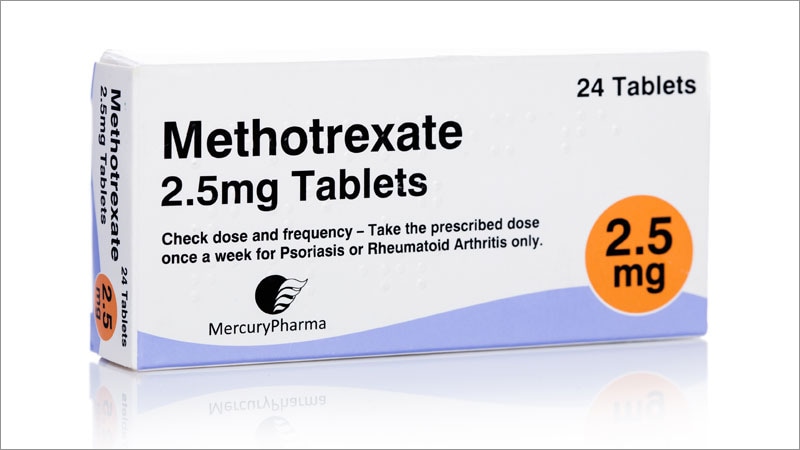 24 Tablets
Methotrexate
2.5mg Tablets
Check dose and frequency – Take the prescribed dose
once a week for Psoriasis or Rheumatoid Arthritis only.
2.5
mg
MercuryPharma
Methotrexate
2.5mg Tablets
24 Tablets
2.5
mg
MercuryPharma